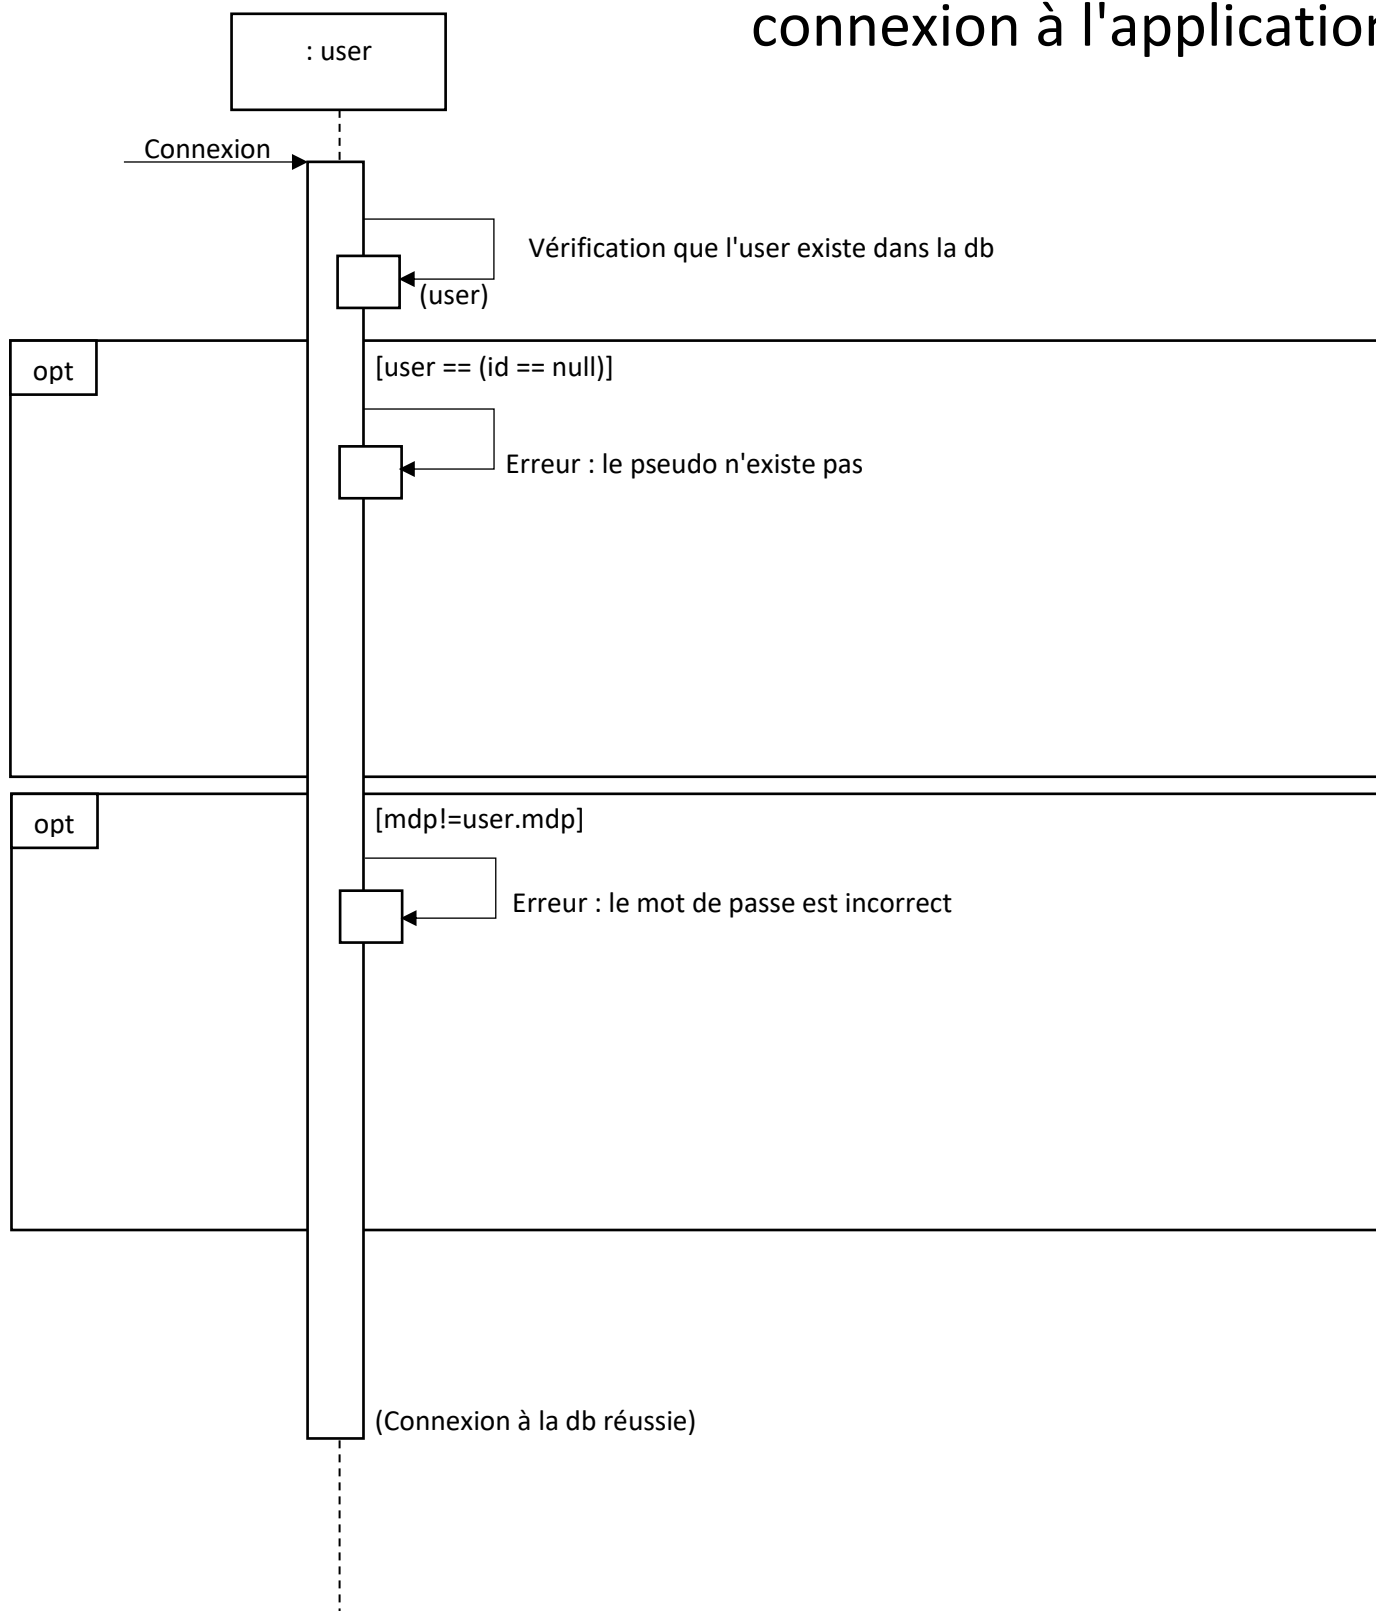 connexion à l'application
: user
Connexion
Vérification que l'user existe dans la db
(user)
opt
[user == (id == null)]
Erreur : le pseudo n'existe pas
opt
[mdp!=user.mdp]
Erreur : le mot de passe est incorrect
(Connexion à la db réussie)